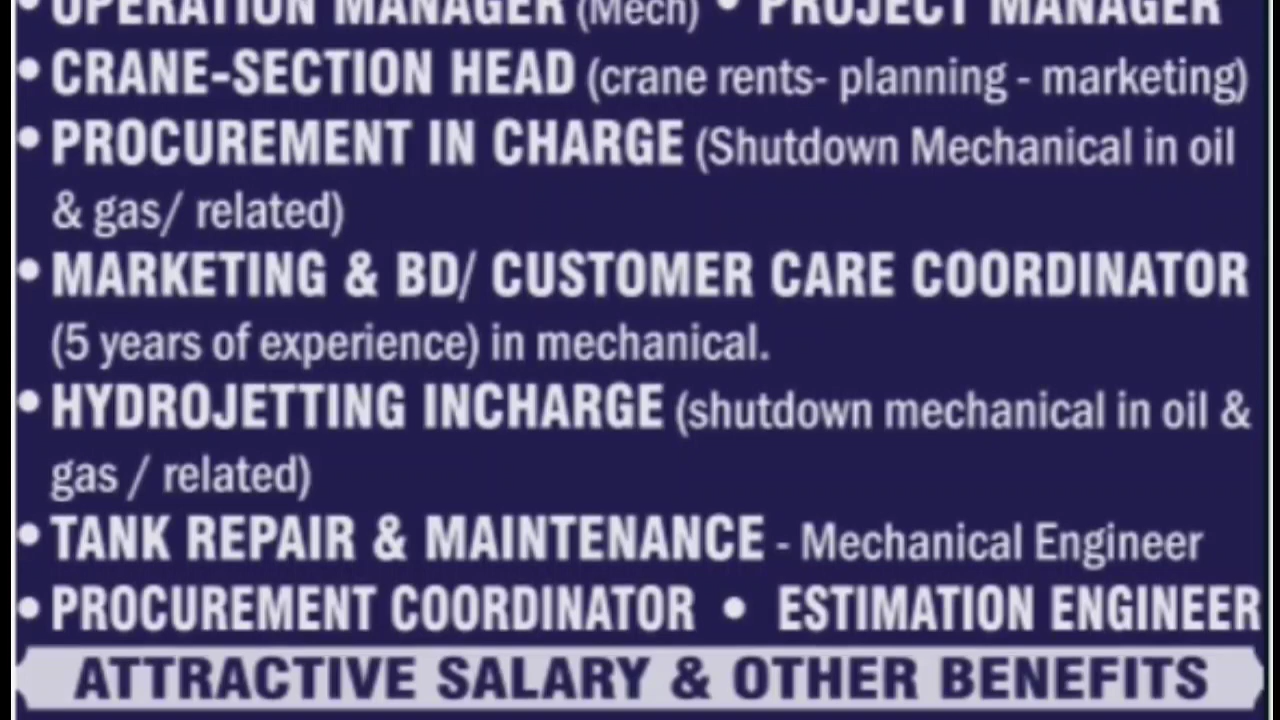 • OPERATION MANAGER (Mech) • PROJECT MANAGER
• CRANE-SECTION HEAD (crane rents- planning - marketing)
• PROCUREMENT IN CHARGE (Shutdown Mechanical in oil
& gas/ related)
• MARKETING & BD/ CUSTOMER CARE COORDINATOR
(5 years of experience) in mechanical.
• HYDROJETTING INCHARGE (shutdown mechanical in oil &
gas / related)
• TANK REPAIR & MAINTENANCE - Mechanical Engineer
• PROCUREMENT COORDINATOR • ESTIMATION ENGINEER
ATTRACTIVE SALARY & OTHER BENEFITS